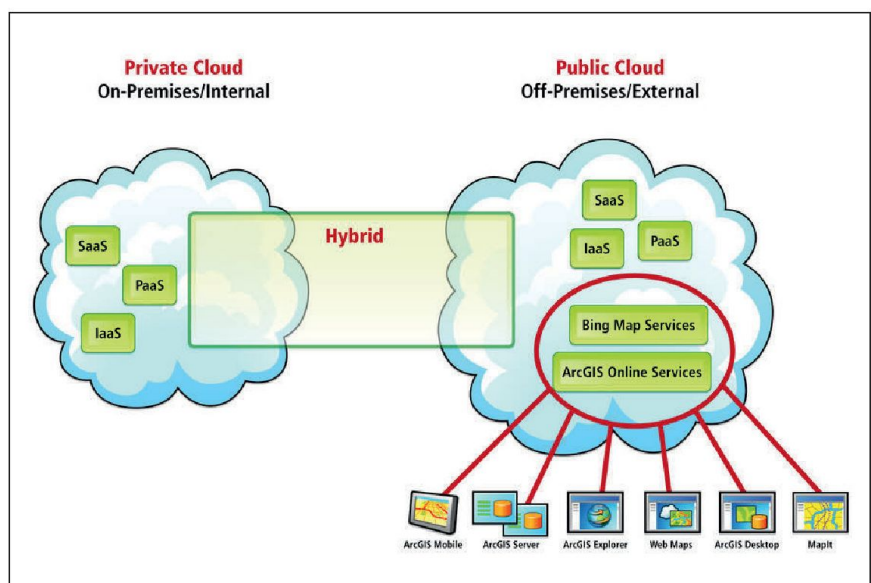 Private Cloud
On-Premises/Internal
Public Cloud
Off-Premises/External
SaaS
PaaS
IaaS
Hybrid
SaaS
IaaS
PaaS
Bing Map Services
ArcGIS Online Services
ArcGIS Mobile
ArcGIS Server
ArcGIS Explorer
Web Maps
ArcGIS Desktop
MapIt